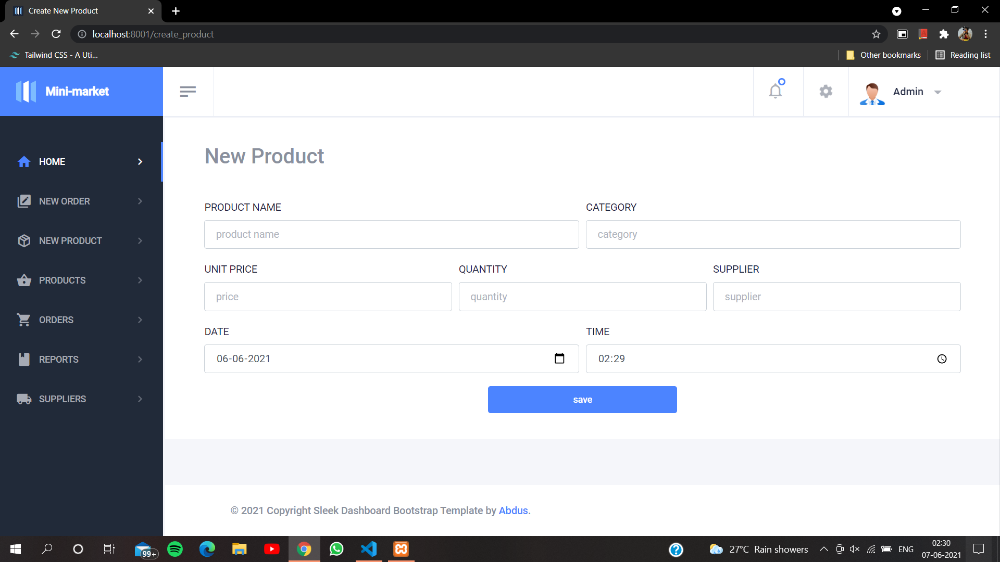 Create New Product
localhost:8001/create_product
Tailwind CSS - A Uti...
Other bookmarks
Reading list
Mini-market
Admin
HOME
NEW ORDER
NEW PRODUCT
PRODUCTS
ORDERS
REPORTS
SUPPLIERS
New Product
PRODUCT NAME
CATEGORY
product name
category
UNIT PRICE
QUANTITY
SUPPLIER
price
quantity
supplier
DATE
TIME
06-06-2021
02:29
save
© 2021 Copyright Sleek Dashboard Bootstrap Template by Abdus.
99+
27°C Rain showers
ENG
02:30
07-06-2021